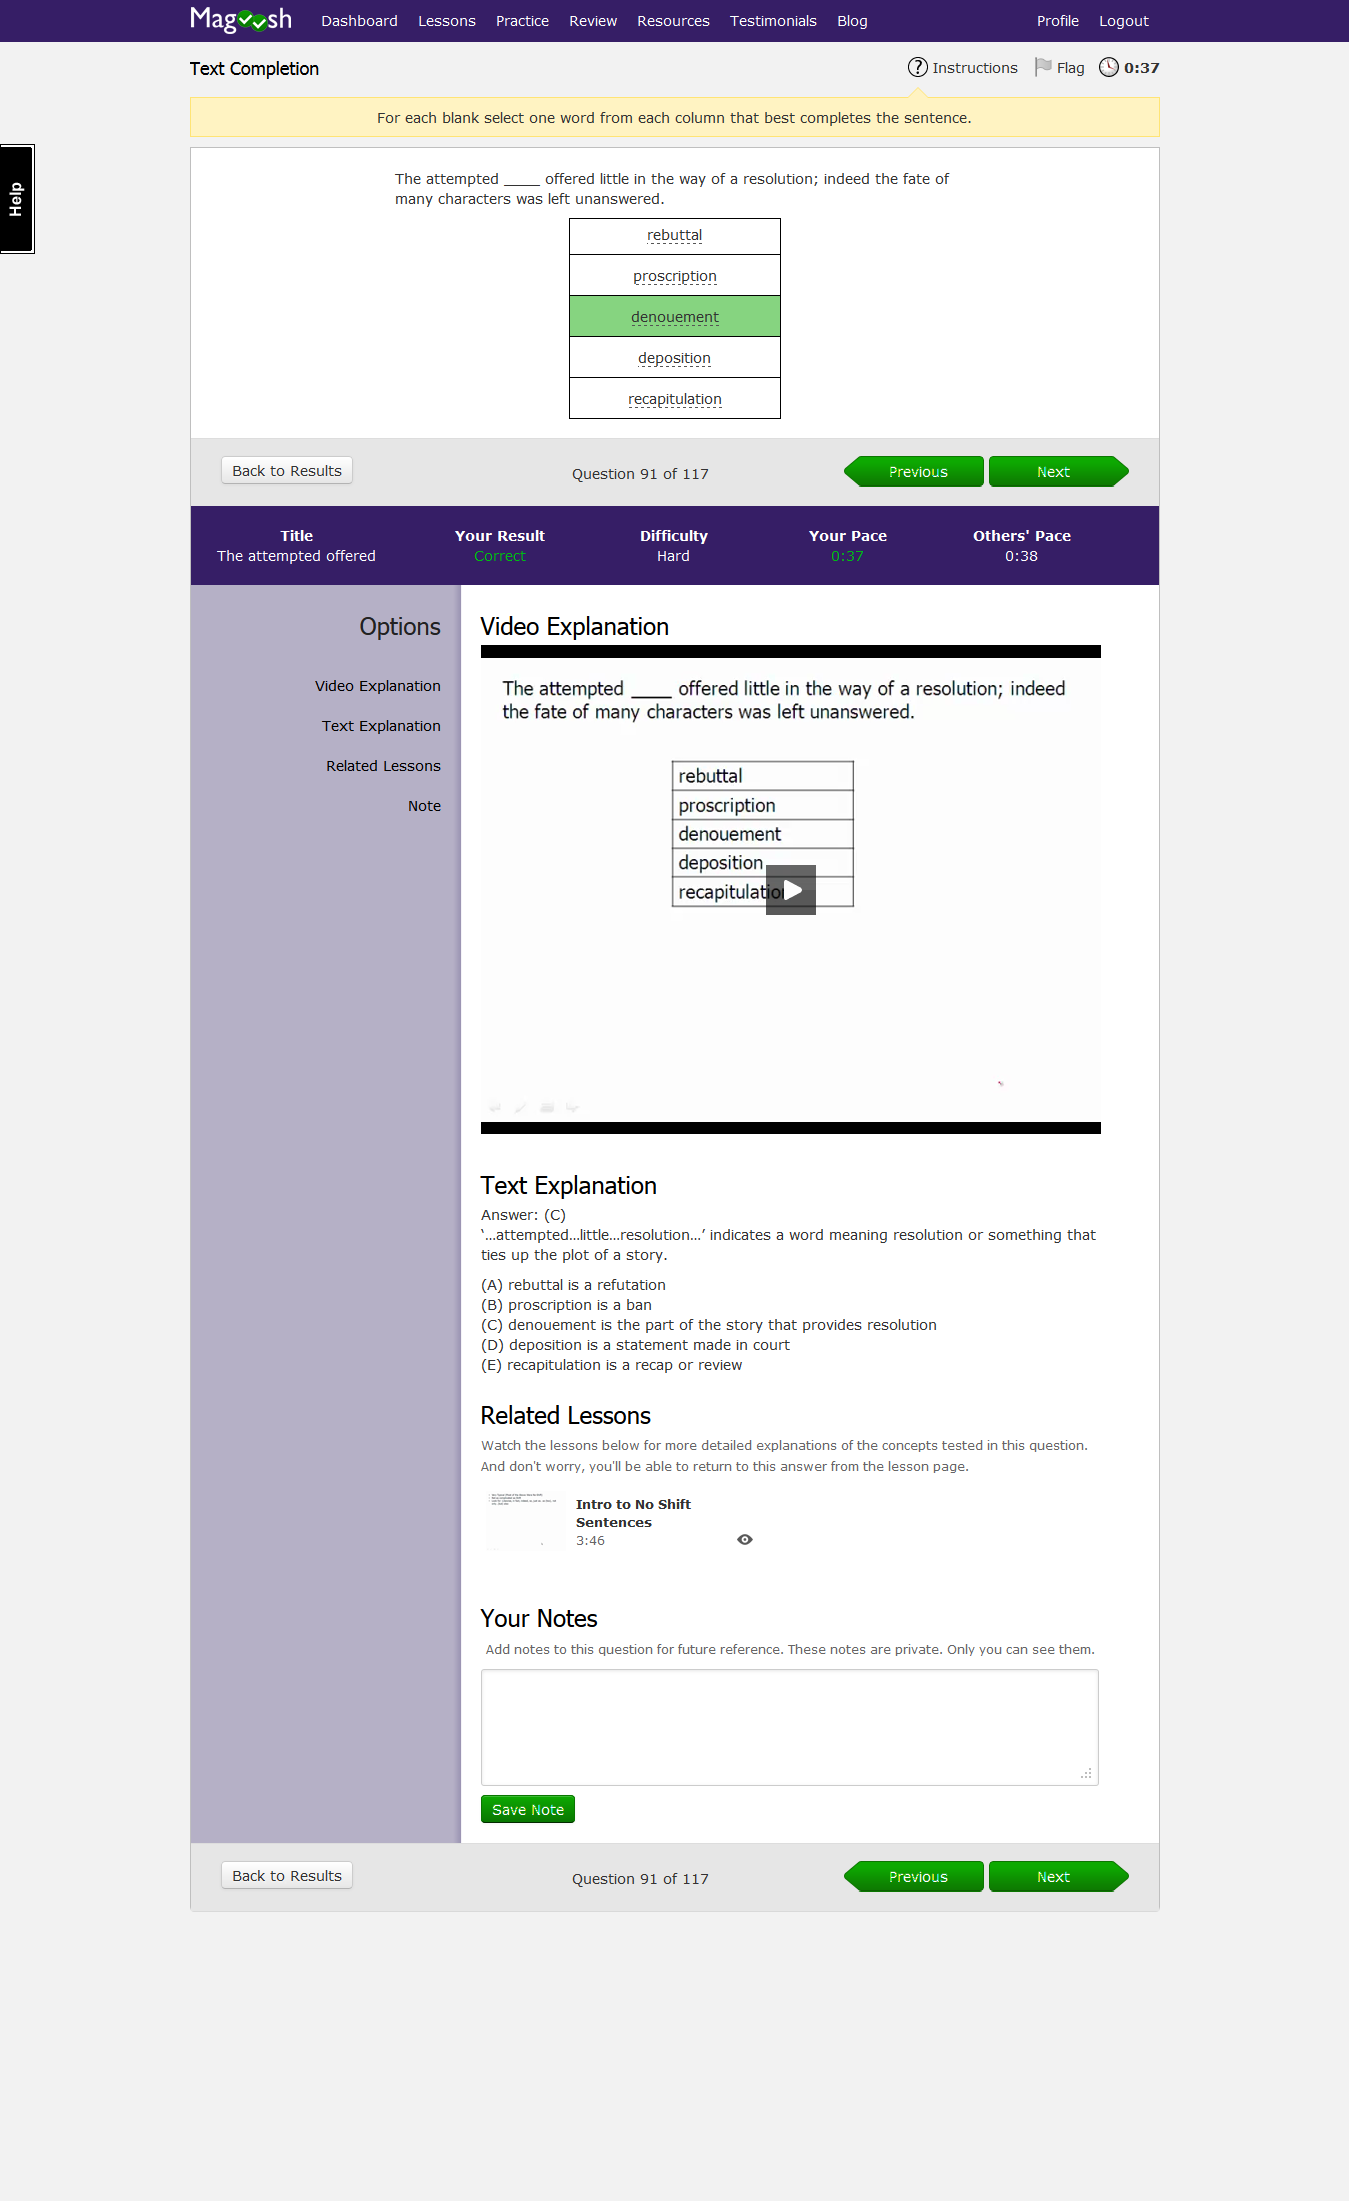 Magoosh Dashboard Lessons Practice Review Resources Testimonials Blog Profile Logout
Text Completion
? Instructions Flag 0:37
For each blank select one word from each column that best completes the sentence.
Help
The attempted ____ offered little in the way of a resolution; indeed the fate of
many characters was left unanswered.
rebuttal
proscription
denouement
deposition
recapitulation
Back to Results Question 91 of 117 Previous Next
Title Your Result Difficulty Your Pace Others' Pace
The attempted offered Correct Hard 0:37 0:38
Options
Video Explanation
Text Explanation
Related Lessons
Note
Video Explanation
The attempted ____ offered little in the way of a resolution; indeed
the fate of many characters was left unanswered.
rebuttal
proscription
denouement
deposition
recapitulation
Text Explanation
Answer: (C)
‘...attempted...little...resolution...’ indicates a word meaning resolution or something that
ties up the plot of a story.
(A) rebuttal is a refutation
(B) proscription is a ban
(C) denouement is the part of the story that provides resolution
(D) deposition is a statement made in court
(E) recapitulation is a recap or review
Related Lessons
Watch the lessons below for more detailed explanations of the concepts tested in this question.
And don't worry, you'll be able to return to this answer from the lesson page.
Intro to No Shift
Sentences
3:46
Your Notes
Add notes to this question for future reference. These notes are private. Only you can see them.
Save Note
Back to Results Question 91 of 117 Previous Next